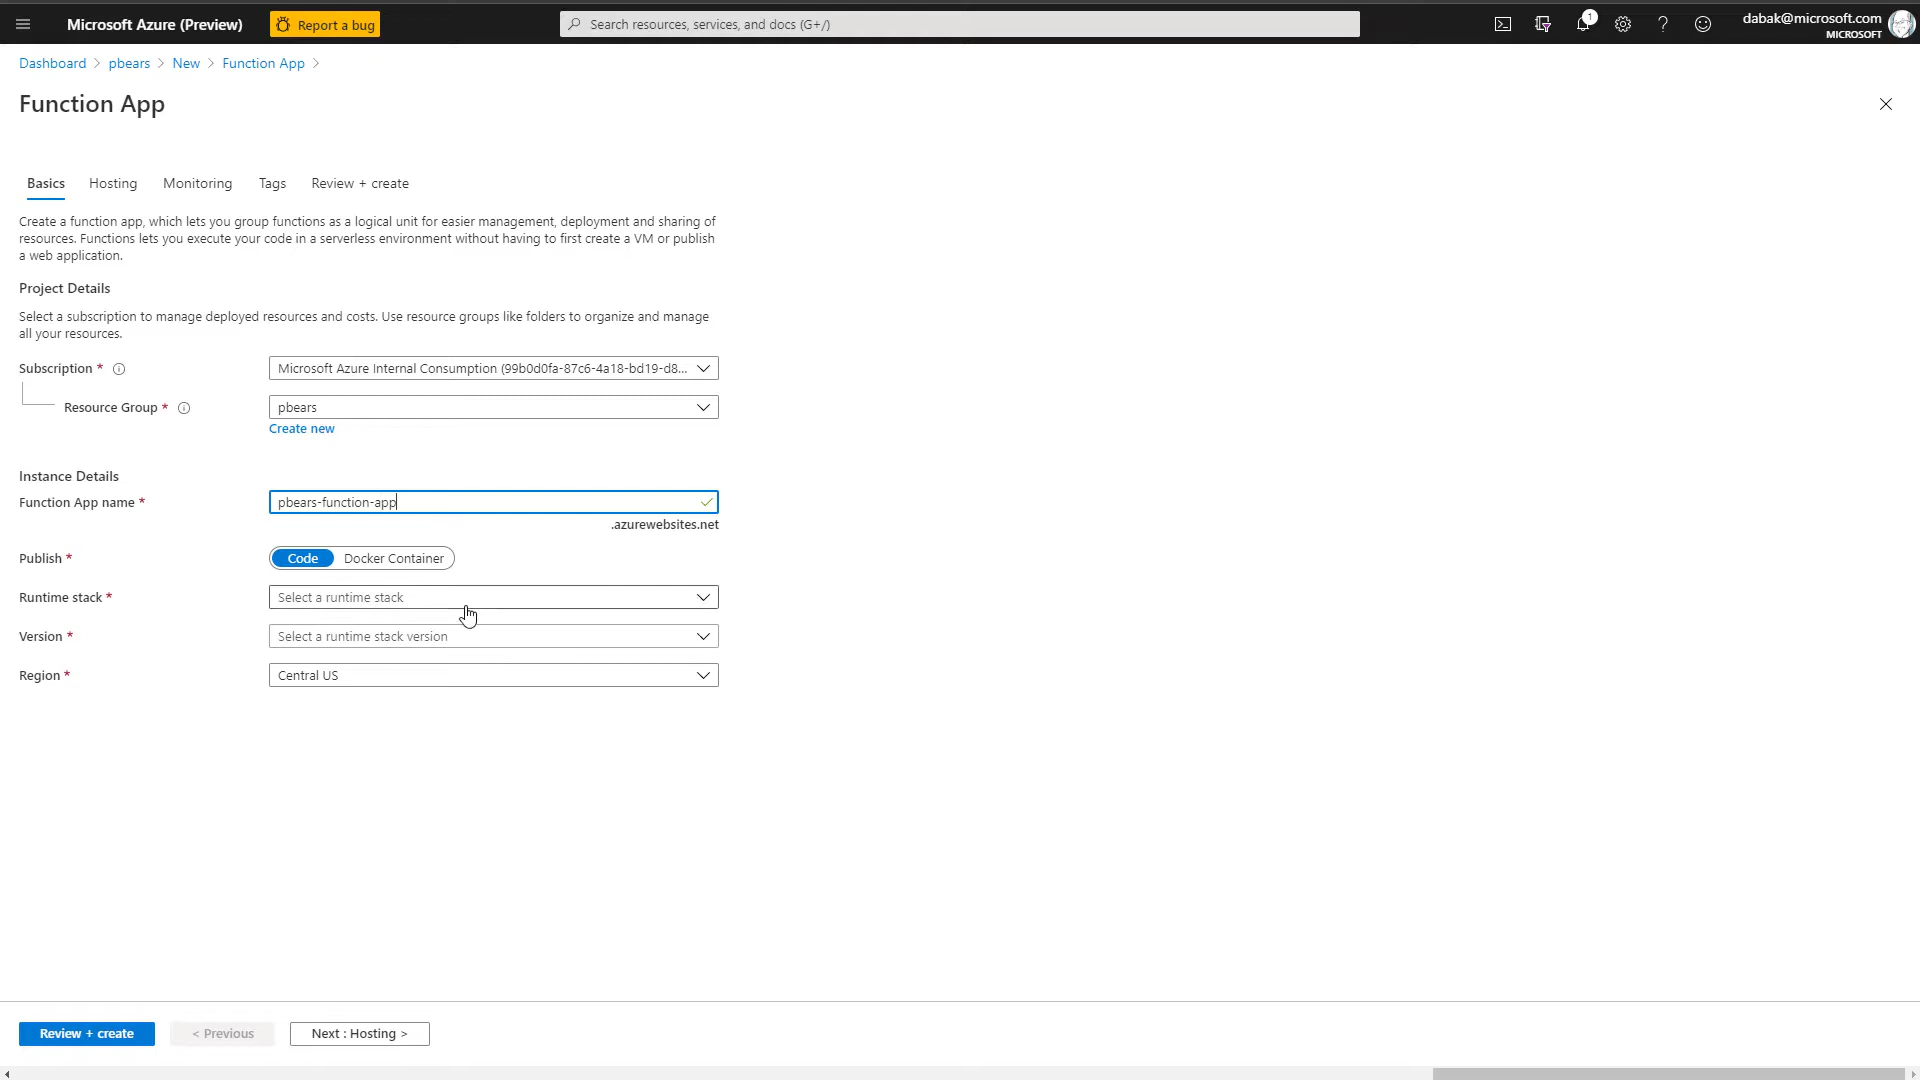 Microsoft Azure (Preview)
Report a bug
Search resources, services, and docs (G+/)
1
dabak@microsoft.com
MICROSOFT
Dashboard > pbears > New > Function App >
Function App
Basics
Hosting
Monitoring
Tags
Review + create
Create a function app, which lets you group functions as a logical unit for easier management, deployment and sharing of
resources. Functions lets you execute your code in a serverless environment without having to first create a VM or publish
a web application.
Project Details
Select a subscription to manage deployed resources and costs. Use resource groups like folders to organize and manage
all your resources.
Subscription *
Microsoft Azure Internal Consumption (99b0d0fa-87c6-4a18-bd19-d8...
Resource Group *
pbears
Create new
Instance Details
Function App name *
pbears-function-app
.azurewebsites.net
Publish *
Code
Docker Container
Runtime stack *
Select a runtime stack
Version *
Select a runtime stack version
Region *
Central US
Review + create
< Previous
Next : Hosting >